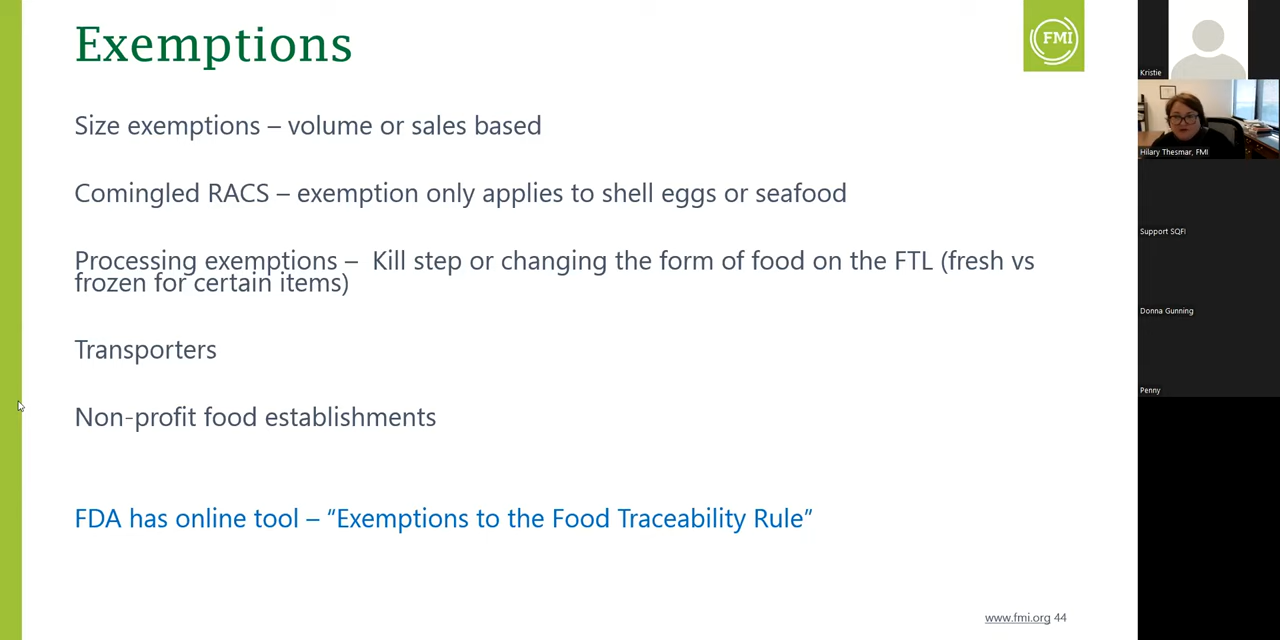 Exemptions
FMI
Size exemptions – volume or sales based
Comingled RACS – exemption only applies to shell eggs or seafood
Processing exemptions –  Kill step or changing the form of food on the FTL (fresh vs
frozen for certain items)
Transporters
Non-profit food establishments
FDA has online tool – “Exemptions to the Food Traceability Rule”
www.fmi.org 44
Kristie
Hilary Thesmar, FMI
Support SQFI
Donna Gunning
Penny